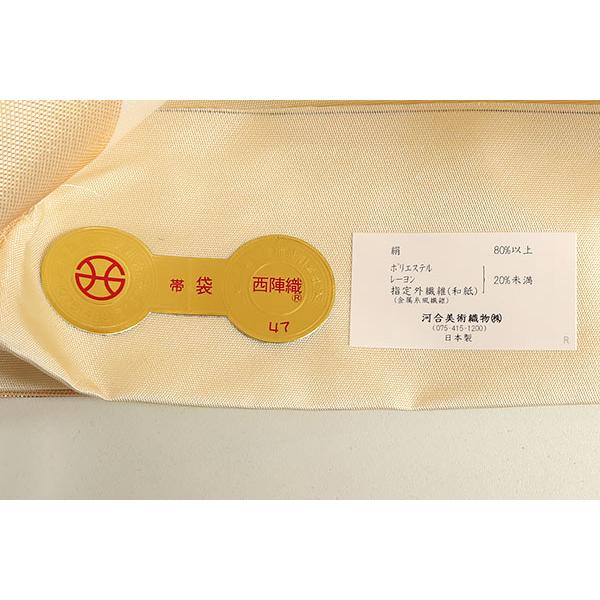 帯 袋
西陣織®
47
絹 80%以上
ポリエステル
レーヨン
指定外繊維(和紙)
20%未満
(金属糸風繊維)
河合美術織物㈱
(075-415-1200)
日本製
R